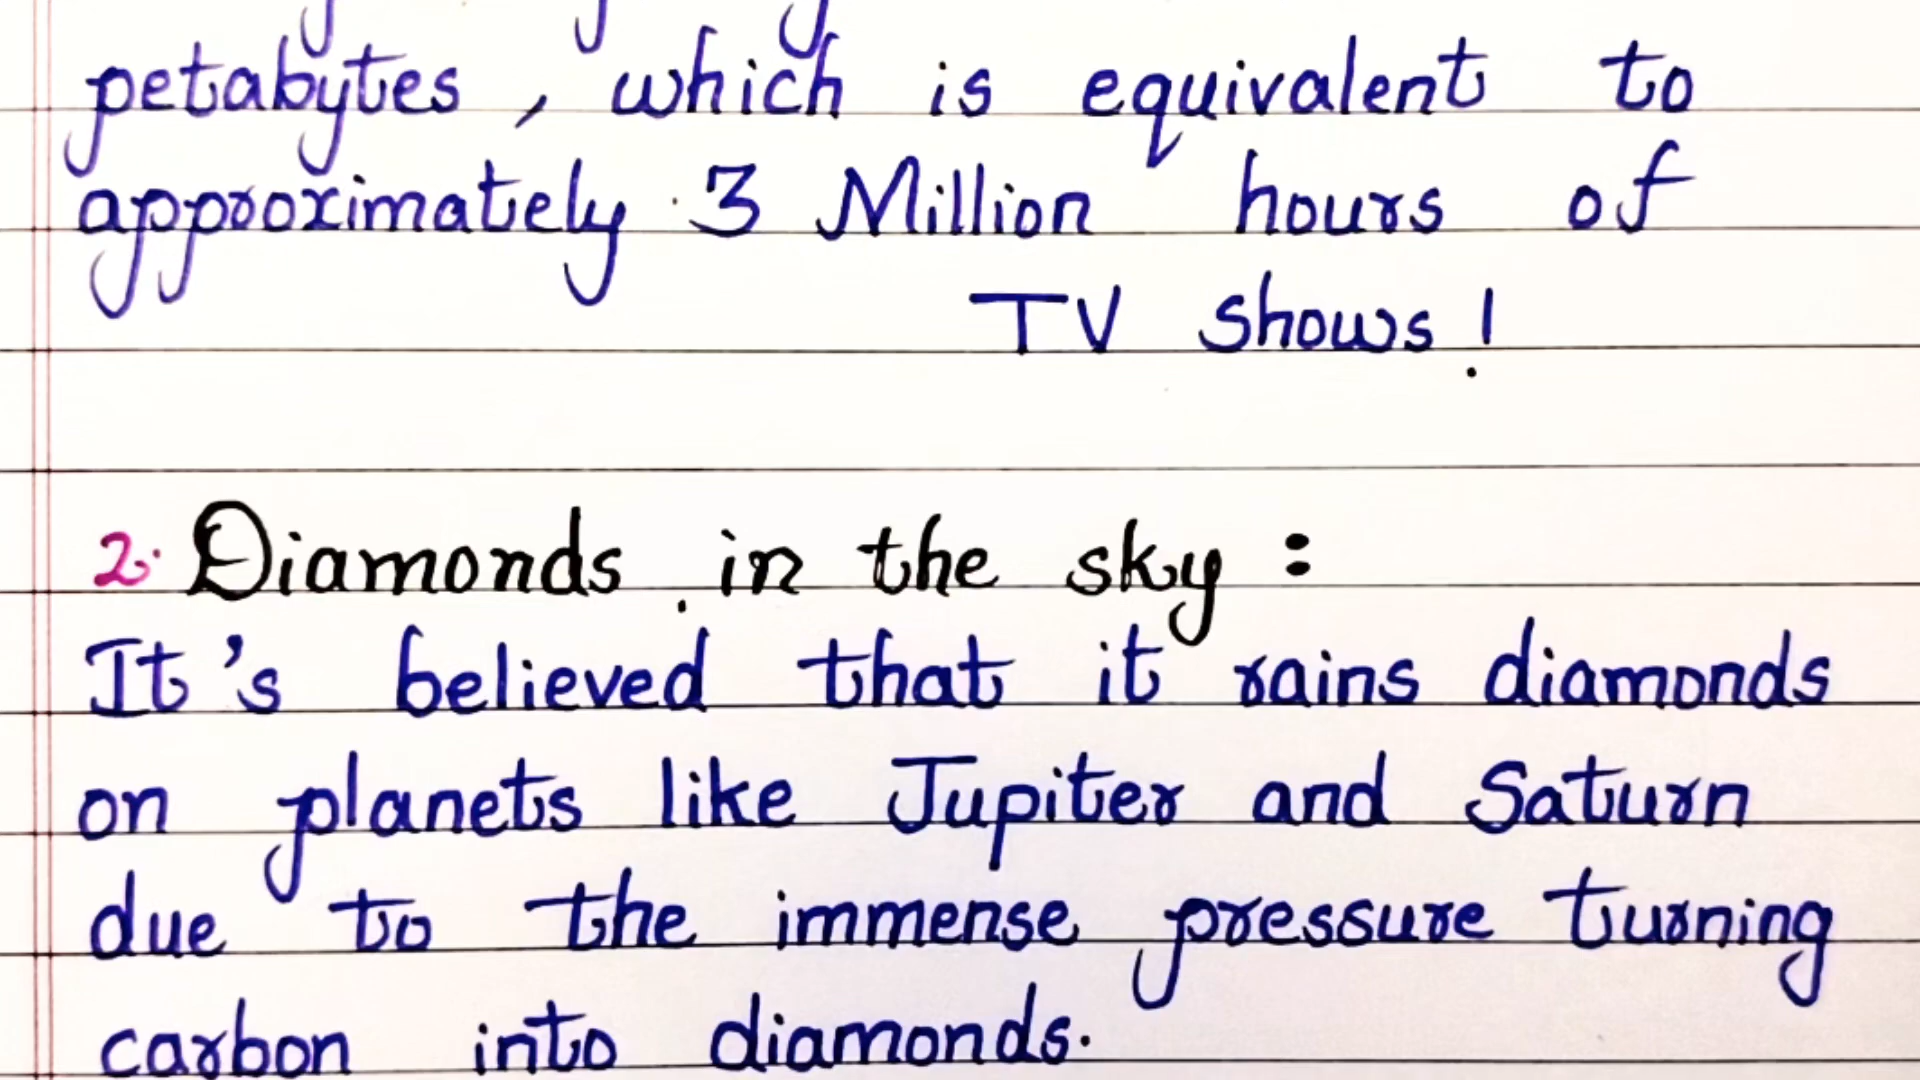 petabytes, which is equivalent to
approximately 3 Million hours of
TV shows!
2. Diamonds in the sky:
It's believed that it rains diamonds
on planets like Jupiter and Saturn
due to the immense pressure turning
carbon into diamonds.